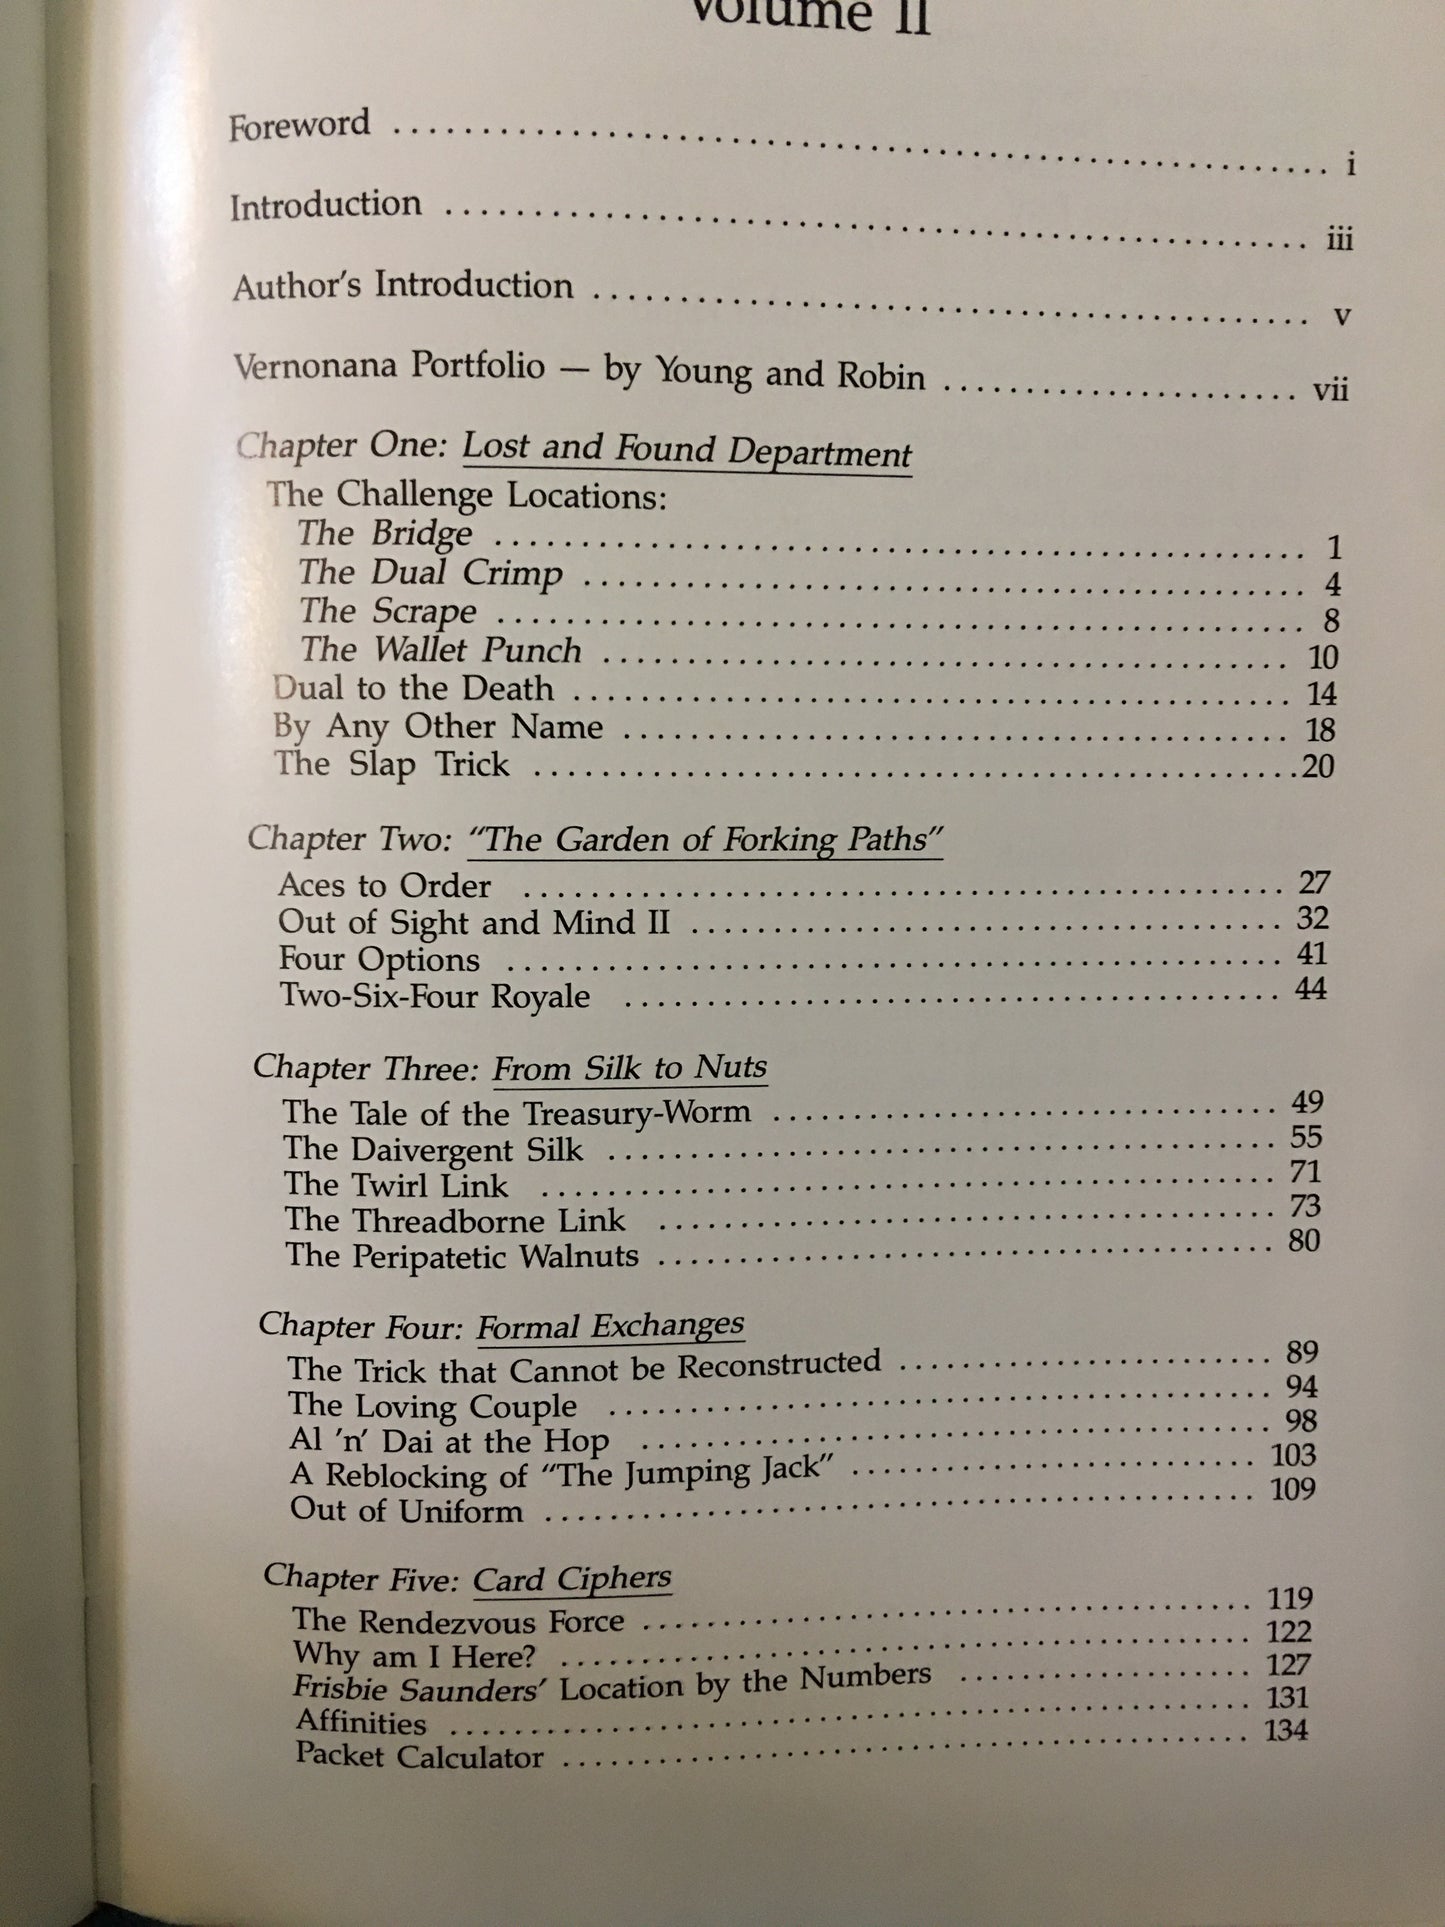 Volume II
Foreword .......... i
Introduction .......... iii
Author's Introduction .......... v
Vernonana Portfolio — by Young and Robin .......... vii
Chapter One: Lost and Found Department
The Challenge Locations:
The Bridge .......... 1
The Dual Crimp .......... 4
The Scrape .......... 8
The Wallet Punch .......... 10
Dual to the Death .......... 14
By Any Other Name .......... 18
The Slap Trick .......... 20
Chapter Two: "The Garden of Forking Paths"
Aces to Order .......... 27
Out of Sight and Mind II .......... 32
Four Options .......... 41
Two-Six-Four Royale .......... 44
Chapter Three: From Silk to Nuts
The Tale of the Treasury-Worm .......... 49
The Daivergent Silk .......... 55
The Twirl Link .......... 71
The Threadborne Link .......... 73
The Peripatetic Walnuts .......... 80
Chapter Four: Formal Exchanges
The Trick that Cannot be Reconstructed .......... 89
The Loving Couple .......... 94
Al 'n' Dai at the Hop .......... 98
A Reblocking of "The Jumping Jack" .......... 103
Out of Uniform .......... 109
Chapter Five: Card Ciphers
The Rendezvous Force .......... 119
Why am I Here? .......... 122
Frisbie Saunders' Location by the Numbers .......... 127
Affinities .......... 131
Packet Calculator .......... 134